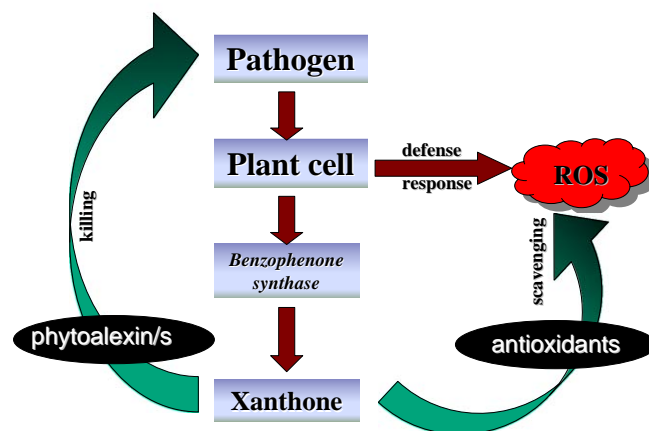 Pathogen
Plant cell
defense
response
ROS
killing
scavenging
Benzophenone
synthase
phytoalexin/s
antioxidants
Xanthone